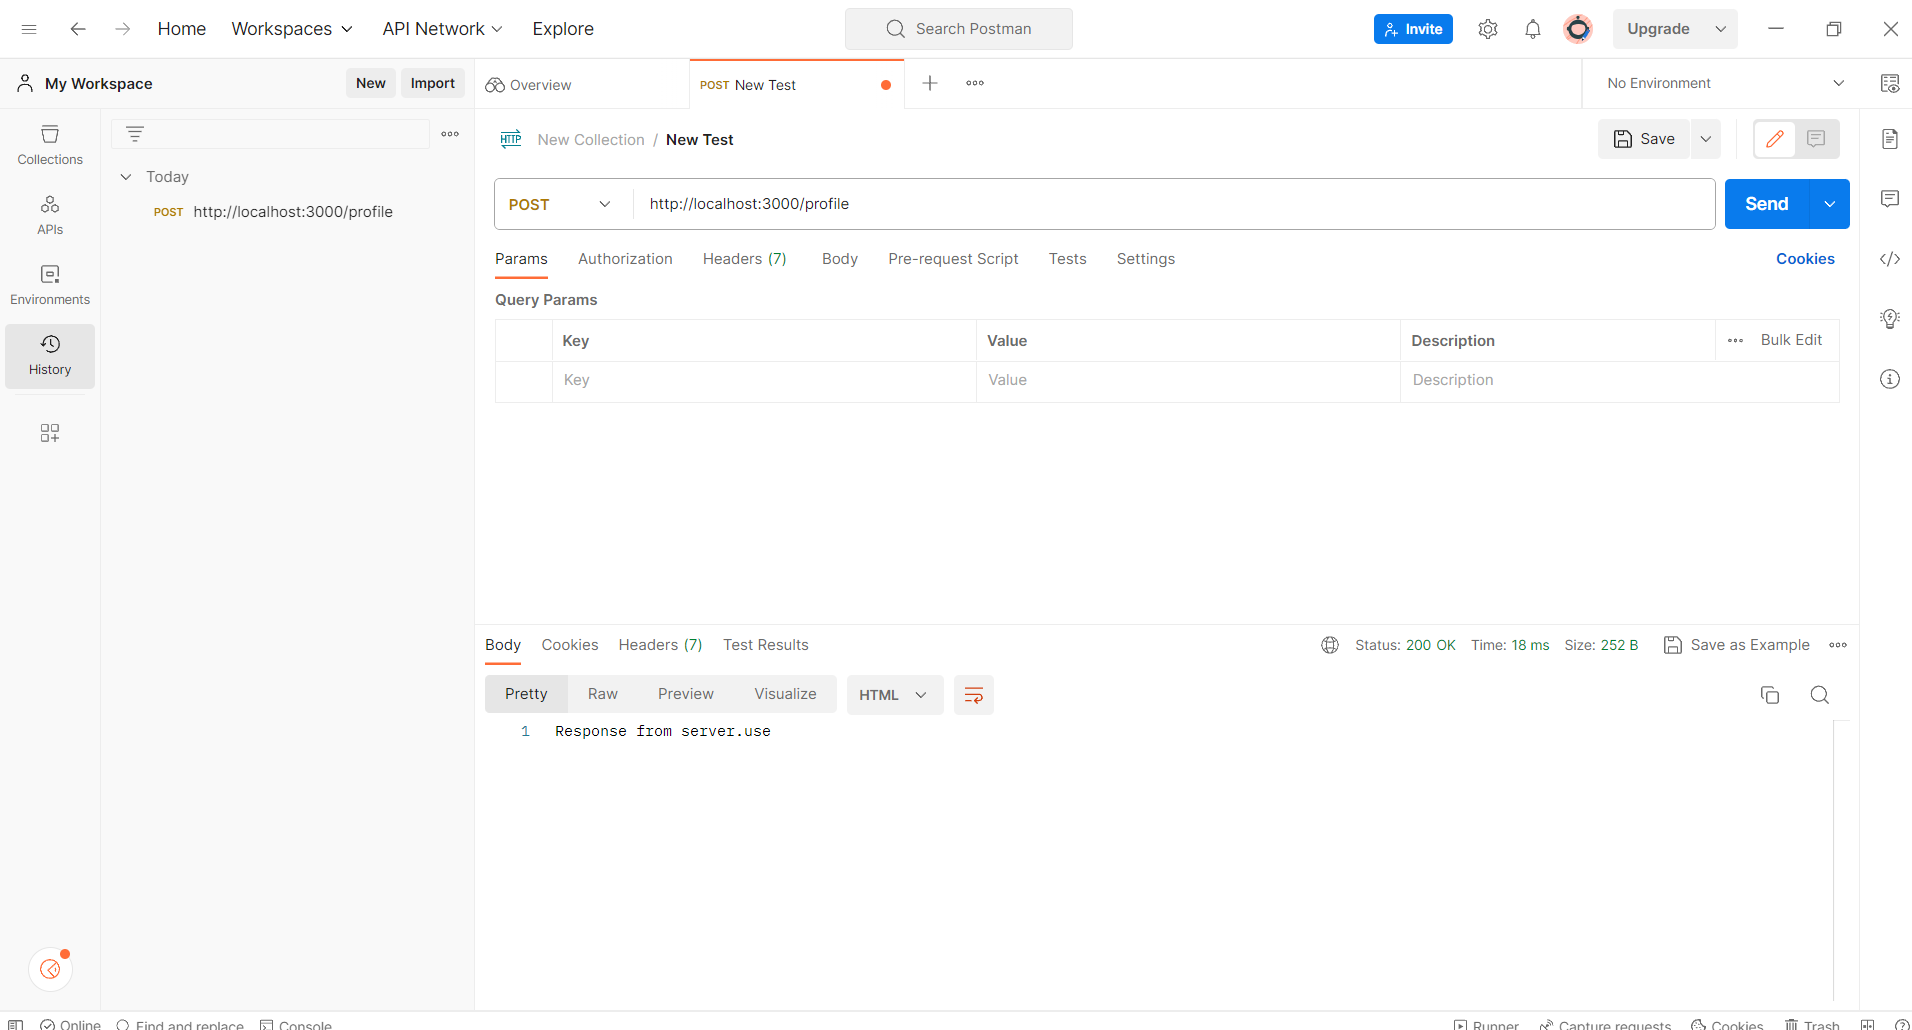 Home Workspaces API Network Explore Search Postman Invite Upgrade
My Workspace New Import Overview POST New Test No Environment
Collections
APIs
Environments
History
Today
POST http://localhost:3000/profile
HTTP New Collection / New Test Save
POST http://localhost:3000/profile Send
Params Authorization Headers (7) Body Pre-request Script Tests Settings Cookies
Query Params
Key Value Description Bulk Edit
Key Value Description
Body Cookies Headers (7) Test Results Status: 200 OK Time: 18 ms Size: 252 B Save as Example
Pretty Raw Preview Visualize HTML
1 Response from server.use
Online Find and replace Console Runner Capture requests Cookies Trash